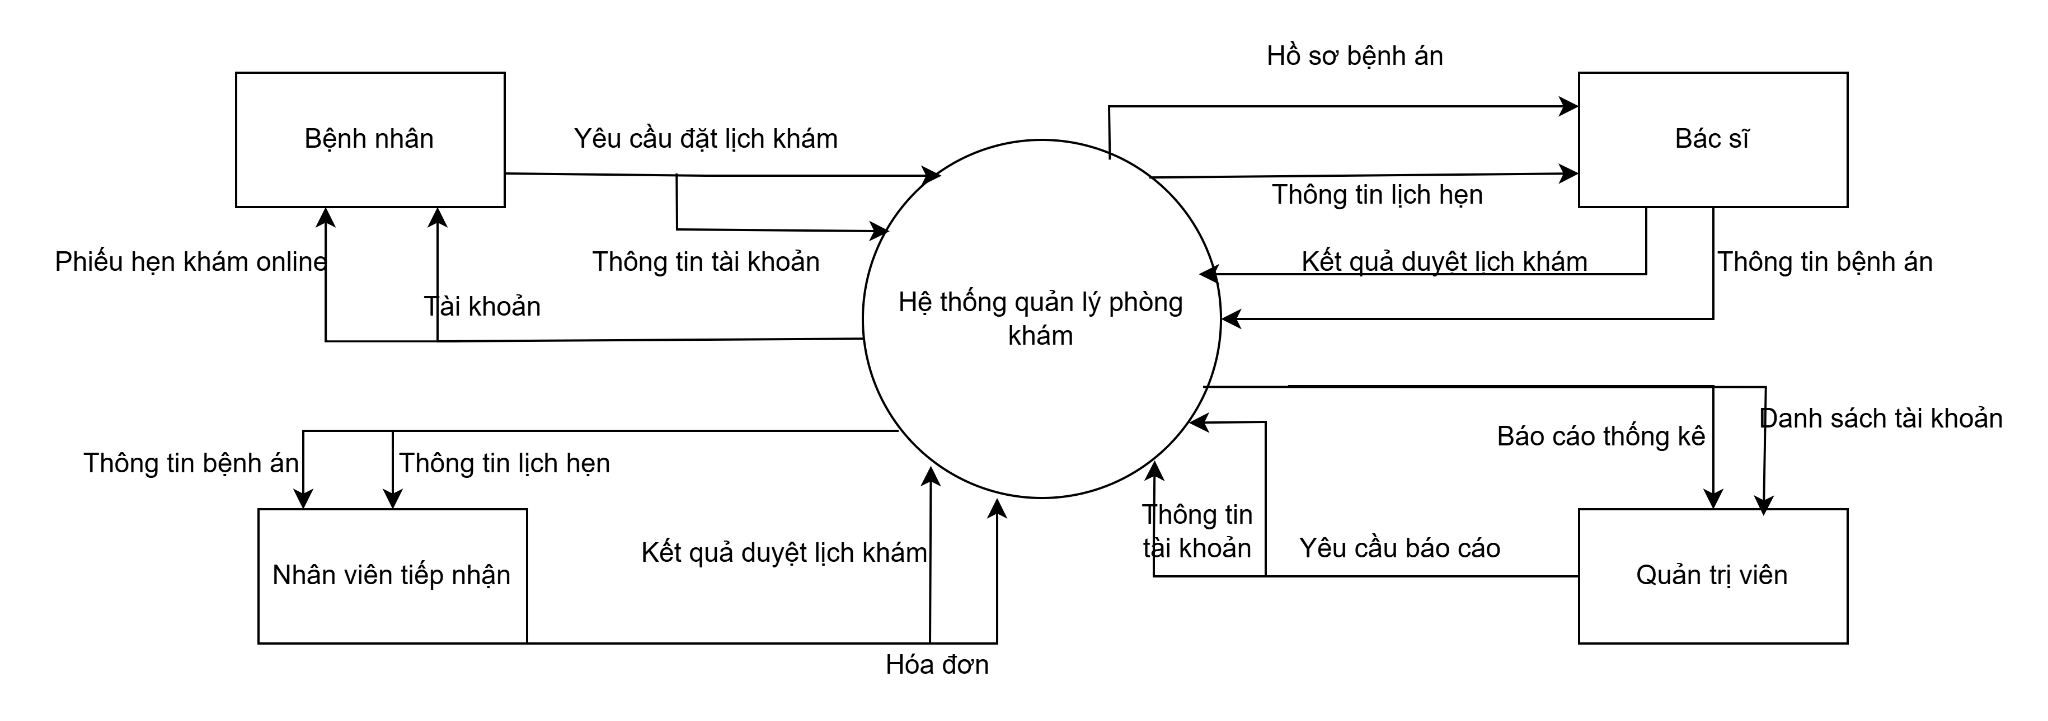 Hồ sơ bệnh án
Bệnh nhân
Yêu cầu đặt lịch khám
Bác sĩ
Thông tin lịch hẹn
Phiếu hẹn khám online
Thông tin tài khoản
Kết quả duyệt lịch khám
Thông tin bệnh án
Tài khoản
Hệ thống quản lý phòng
khám
Thông tin bệnh án
Thông tin lịch hẹn
Báo cáo thống kê
Danh sách tài khoản
Nhân viên tiếp nhận
Kết quả duyệt lịch khám
Thông tin
tài khoản
Yêu cầu báo cáo
Quản trị viên
Hóa đơn